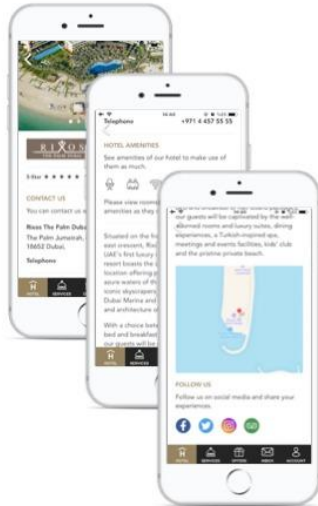 RIXOS
THE PALM DUBAI
5-Star
CONTACT US
You can contact u
Rixos The Palm Duba
The Palm Jumeirah,
18652 Dubai,
Telephone
HOTEL
SERVICES
Telephone +971 4 457 55 55
HOTEL AMENITIES
See amenities of our hotel to make use of
them as much.
Please view room
amenities as they
Situated on the fro
east crescent, Rixo
UAE's first luxury
resort boasts the
location offering p
azure waters of th
iconic skyscrapers
Dubai Marina and
and architecture o
With a choice betw
bed and breakfast
our guests will be
HOTEL
SERVICES
our guests will be captivated by the well-
rooms and luxury suites, dining
experiences, a Turkish-inspired spa,
meetings and events facilities, kids' club
and the pristine private beach.
FOLLOW US
Follow us on social media and share your
experiences.
HOTEL
SERVICES
OFFERS
INBOX
ACCOUNT